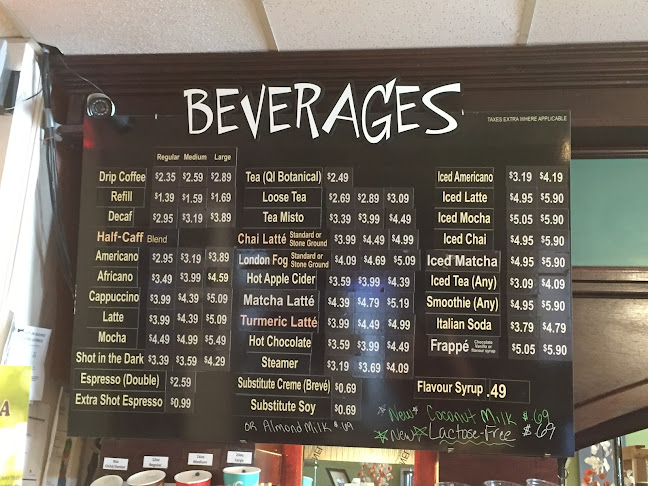 BEVERAGES
TAXES EXTRA WHERE APPLICABLE
Regular Medium Large
Drip Coffee $2.35 $2.59 $2.89
Refill $1.39 $1.59 $1.69
Decaf $2.95 $3.19 $3.89
Half-Caff Blend
Americano $2.95 $3.19 $3.89
Africano $3.49 $3.99 $4.59
Cappuccino $3.99 $4.39 $5.09
Latte $3.99 $4.39 $5.09
Mocha $4.49 $4.99 $5.49
Shot in the Dark $3.39 $3.59 $4.29
Espresso (Double) $2.59
Extra Shot Espresso $0.99
Tea (QI Botanical) $2.49
Loose Tea $2.69 $2.89 $3.09
Tea Misto $3.39 $3.99 $4.49
Chai Latté Standard or Stone Ground $3.99 $4.49 $4.99
London Fog Standard or Stone Ground $4.09 $4.69 $5.09
Hot Apple Cider $3.59 $3.99 $4.39
Matcha Latté $4.39 $4.79 $5.19
Turmeric Latté $3.99 $4.49 $4.99
Hot Chocolate $3.59 $3.99 $4.49
Steamer $3.19 $3.69 $4.09
Substitute Creme (Brevé) $0.69
Substitute Soy $0.69
OR Almond Milk $.69
Iced Americano $3.19 $4.19
Iced Latte $4.95 $5.90
Iced Mocha $5.05 $5.90
Iced Chai $4.95 $5.90
Iced Matcha $4.95 $5.90
Iced Tea (Any) $3.09 $4.09
Smoothie (Any) $4.95 $5.90
Italian Soda $3.79 $4.79
Frappé Chocolate Vanilla or flavour syrup $5.05 $5.90
Flavour Syrup .49
*New* Coconut Milk $.69
*New* Lactose-Free $.69
12oz Regular
16oz Medium
20oz Large